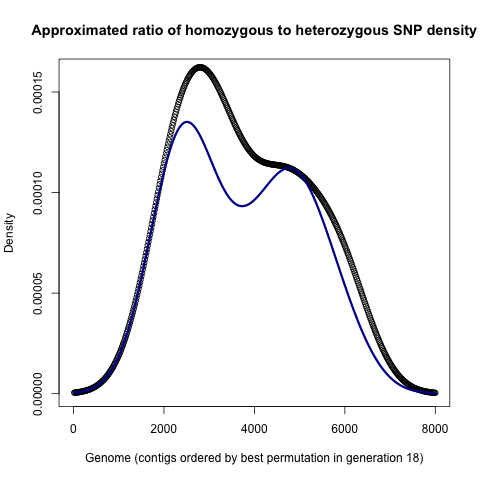 Approximated ratio of homozygous to heterozygous SNP density
0.00015
0.00010
0.00005
0.00000
Density
0 2000 4000 6000 8000
Genome (contigs ordered by best permutation in generation 18)